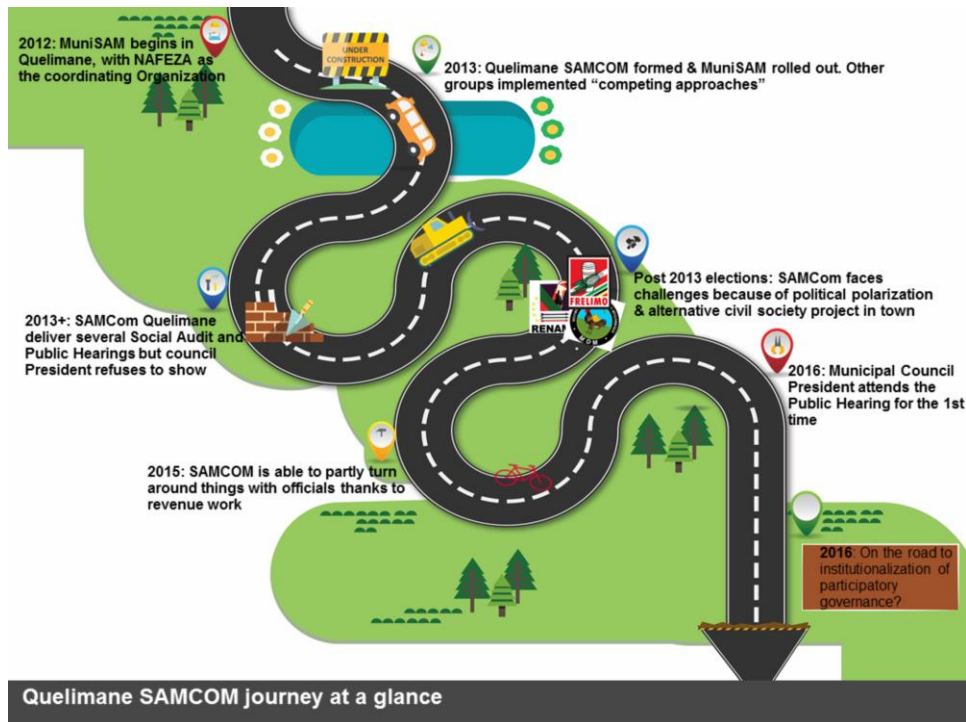 2012: MuniSAM begins in
Quelimane, with NAFEZA as
the coordinating Organization
UNDER
CONSTRUCTION
2013: Quelimane SAMCOM formed & MuniSAM rolled out. Other
groups implemented “competing approaches”
Post 2013 elections: SAMCom faces
challenges because of political polarization
& alternative civil society project in town
FRELIMO
RENAM
MDM
2013+: SAMCom Quelimane
deliver several Social Audit and
Public Hearings but council
President refuses to show
2016: Municipal Council
President attends the
Public Hearing for the 1st
time
2015: SAMCOM is able to partly turn
around things with officials thanks to
revenue work
2016: On the road to
institutionalization of
participatory
governance?
Quelimane SAMCOM journey at a glance